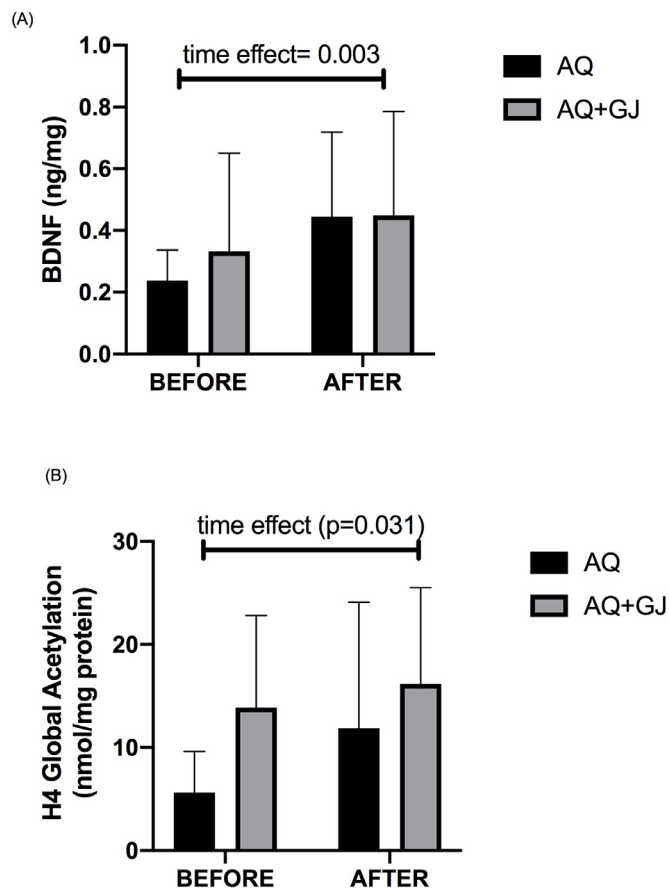 (A)
time effect= 0.003
AQ
AQ+GJ
BDNF (ng/mg)
1.0
0.8
0.6
0.4
0.2
0.0
BEFORE AFTER
(B)
time effect (p=0.031)
AQ
AQ+GJ
H4 Global Acetylation
(nmol/mg protein)
30
20
10
0
BEFORE AFTER